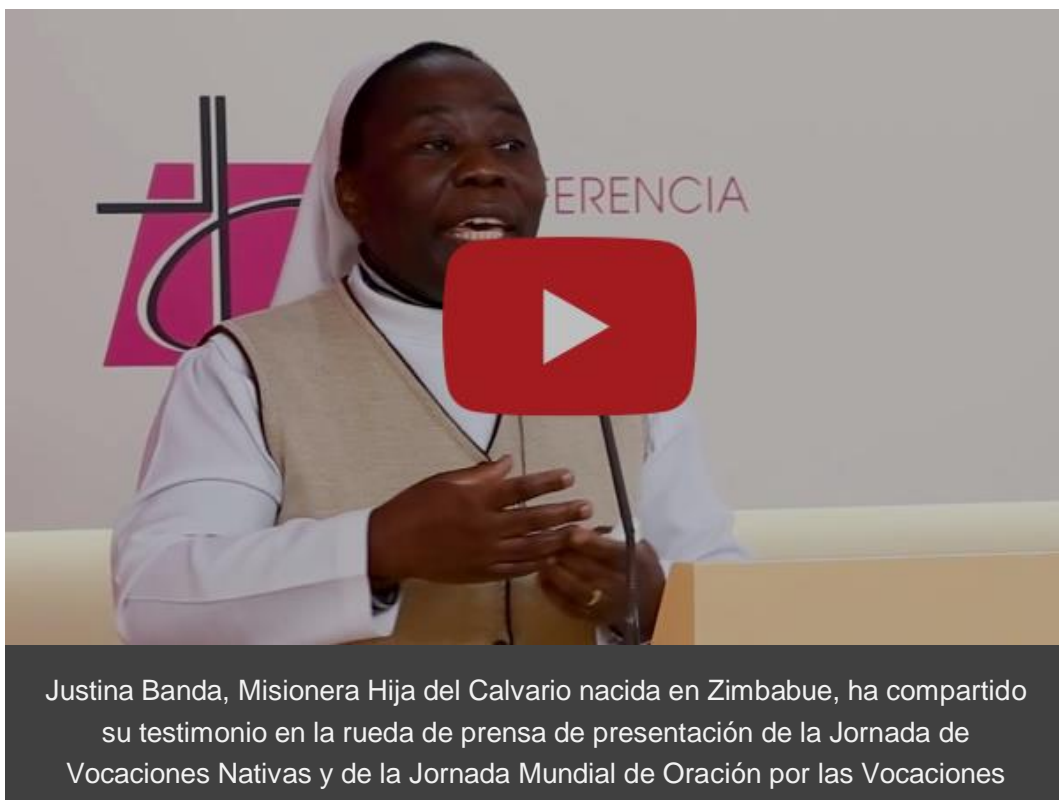 FERENCIA
Justina Banda, Misionera Hija del Calvario nacida en Zimbabue, ha compartido
su testimonio en la rueda de prensa de presentación de la Jornada de
Vocaciones Nativas y de la Jornada Mundial de Oración por las Vocaciones